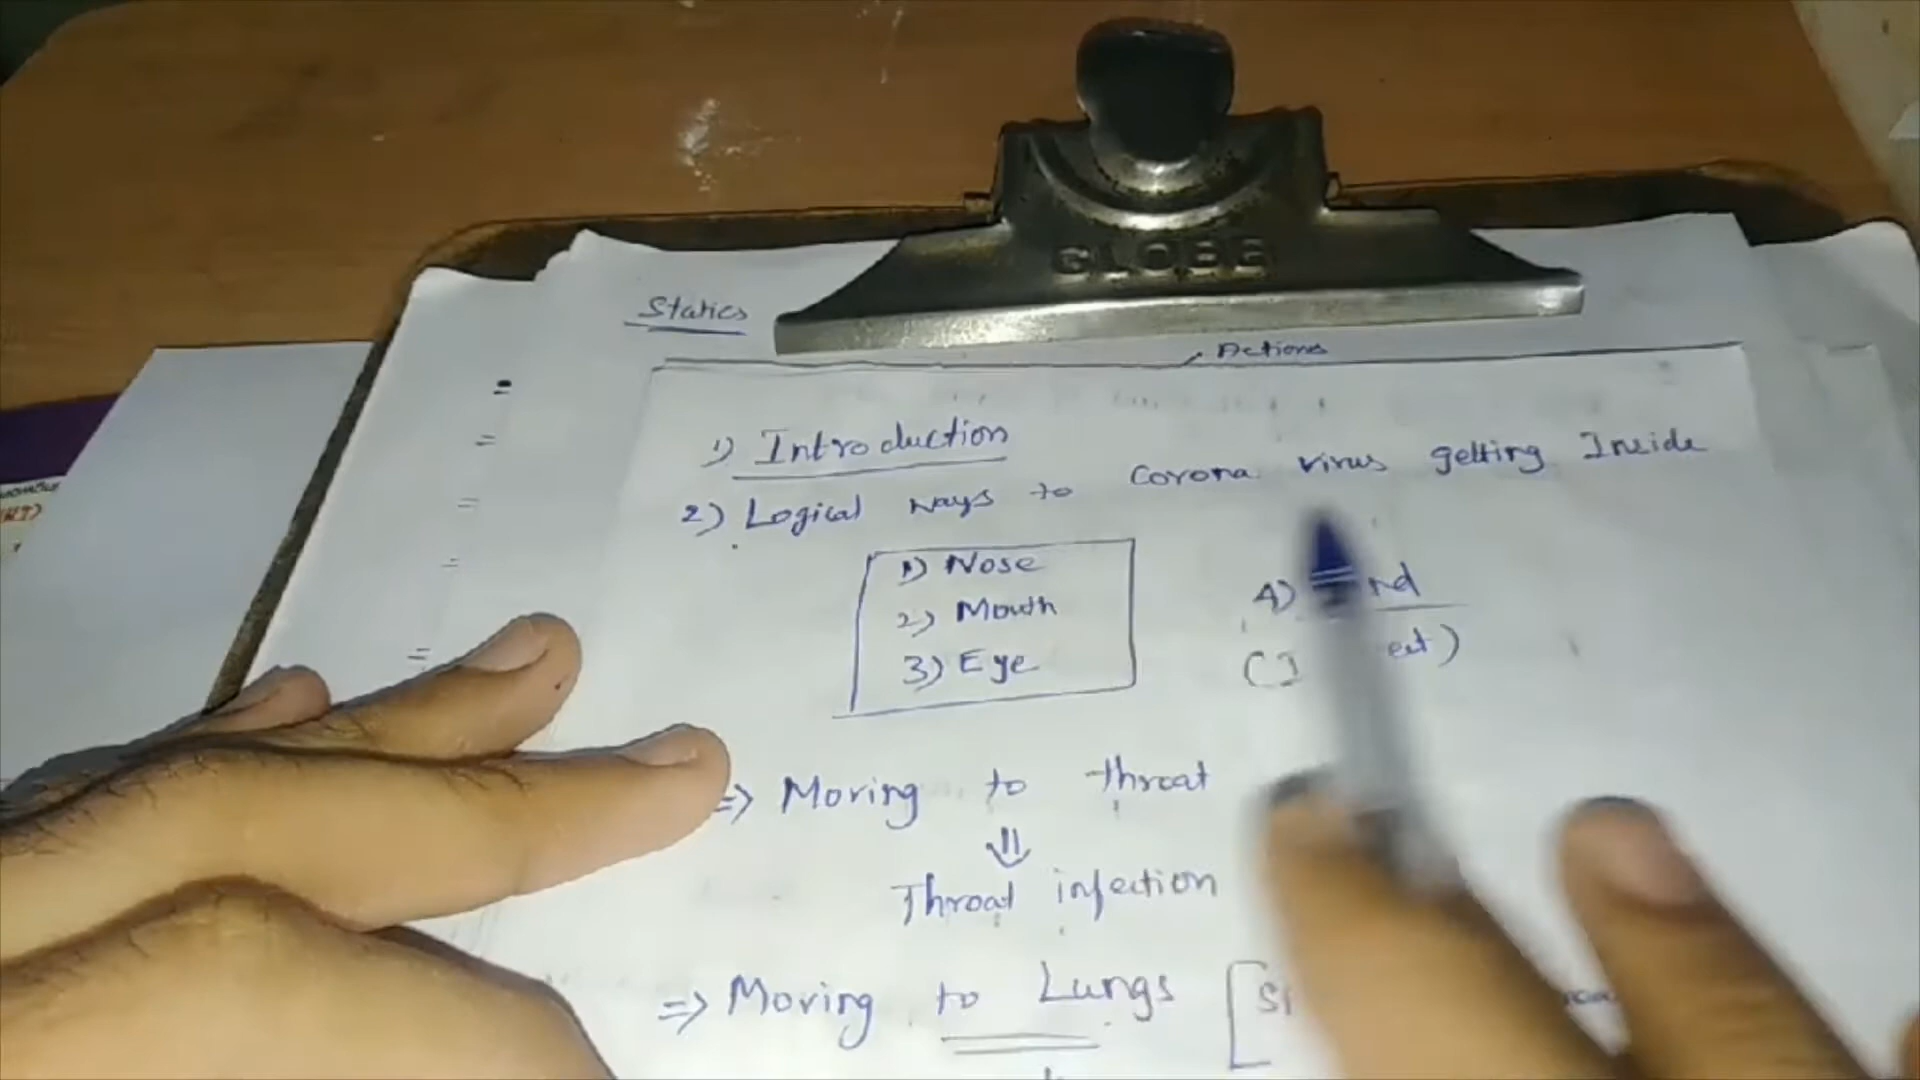 GLOBE
Statics
Actions
1) Introduction
2) Logical ways to Corona virus getting Inside
1) Nose
2) Mouth
3) Eye
4)
=> Moving to throat
⇓
Throat infection
=> Moving to Lungs